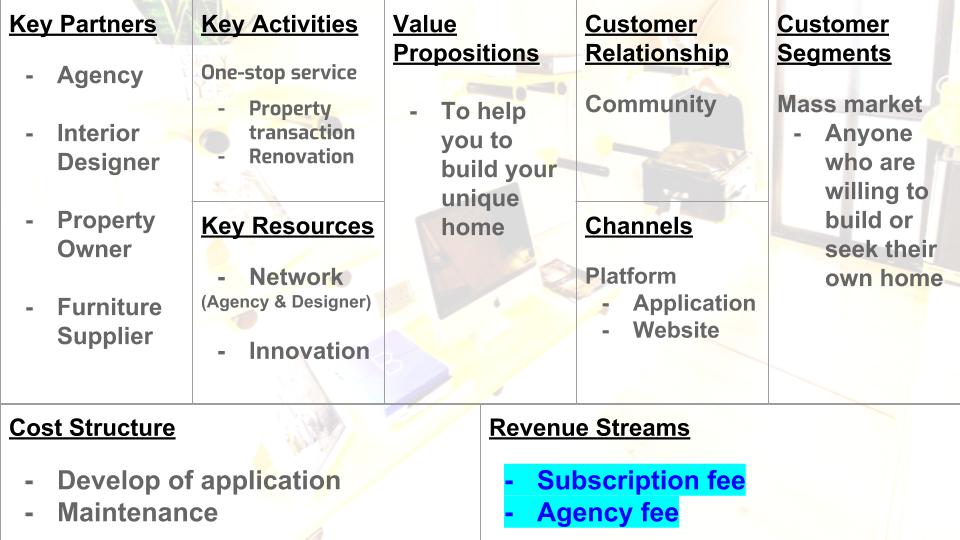 Key Partners
- Agency
- Interior
Designer
- Property
Owner
- Furniture
Supplier
Key Activities
One-stop service
- Property
transaction
- Renovation
Key Resources
- Network
(Agency & Designer)
- Innovation
Value
Propositions
- To help
you to
build your
unique
home
Customer
Relationship
Community
Channels
Platform
- Application
- Website
Customer
Segments
Mass market
- Anyone
who are
willing to
build or
seek their
own home
Cost Structure
- Develop of application
- Maintenance
Revenue Streams
- Subscription fee
- Agency fee